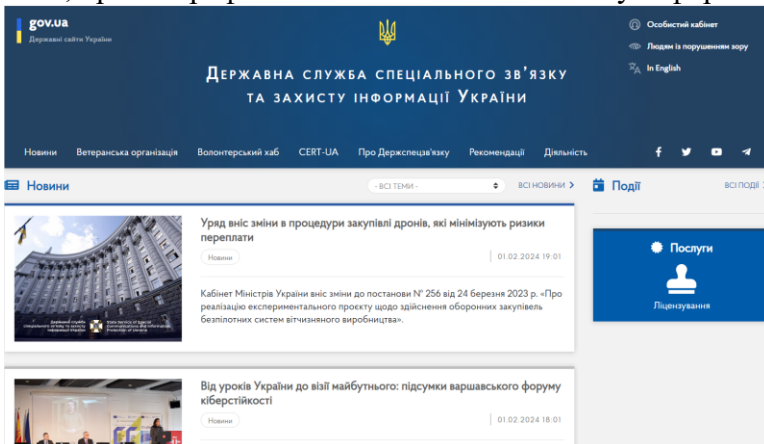 gov.ua
Державні сайти України
Особистий кабінет
Людям із порушенням зору
In English
Державна служба спеціального зв’язку
та захисту інформації України
Новини Ветеранська організація Волонтерський хаб CERT-UA Про Держспецзв'язку Рекомендації Діяльність
Новини
- ВСІ ТЕМИ -
ВСІ НОВИНИ
Події
ВСІ ПОДІЇ
Уряд вніс зміни в процедури закупівлі дронів, які мінімізують ризики
переплати
Новини
01.02.2024 19:01
Кабінет Міністрів України вніс зміни до постанови № 256 від 24 березня 2023 р. «Про
реалізацію експериментального проєкту щодо здійснення оборонних закупівель
безпілотних систем вітчизняного виробництва».
Послуги
Ліцензування
Від уроків України до візії майбутнього: підсумки варшавського форуму
кіберстійкості
Новини
01.02.2024 18:01